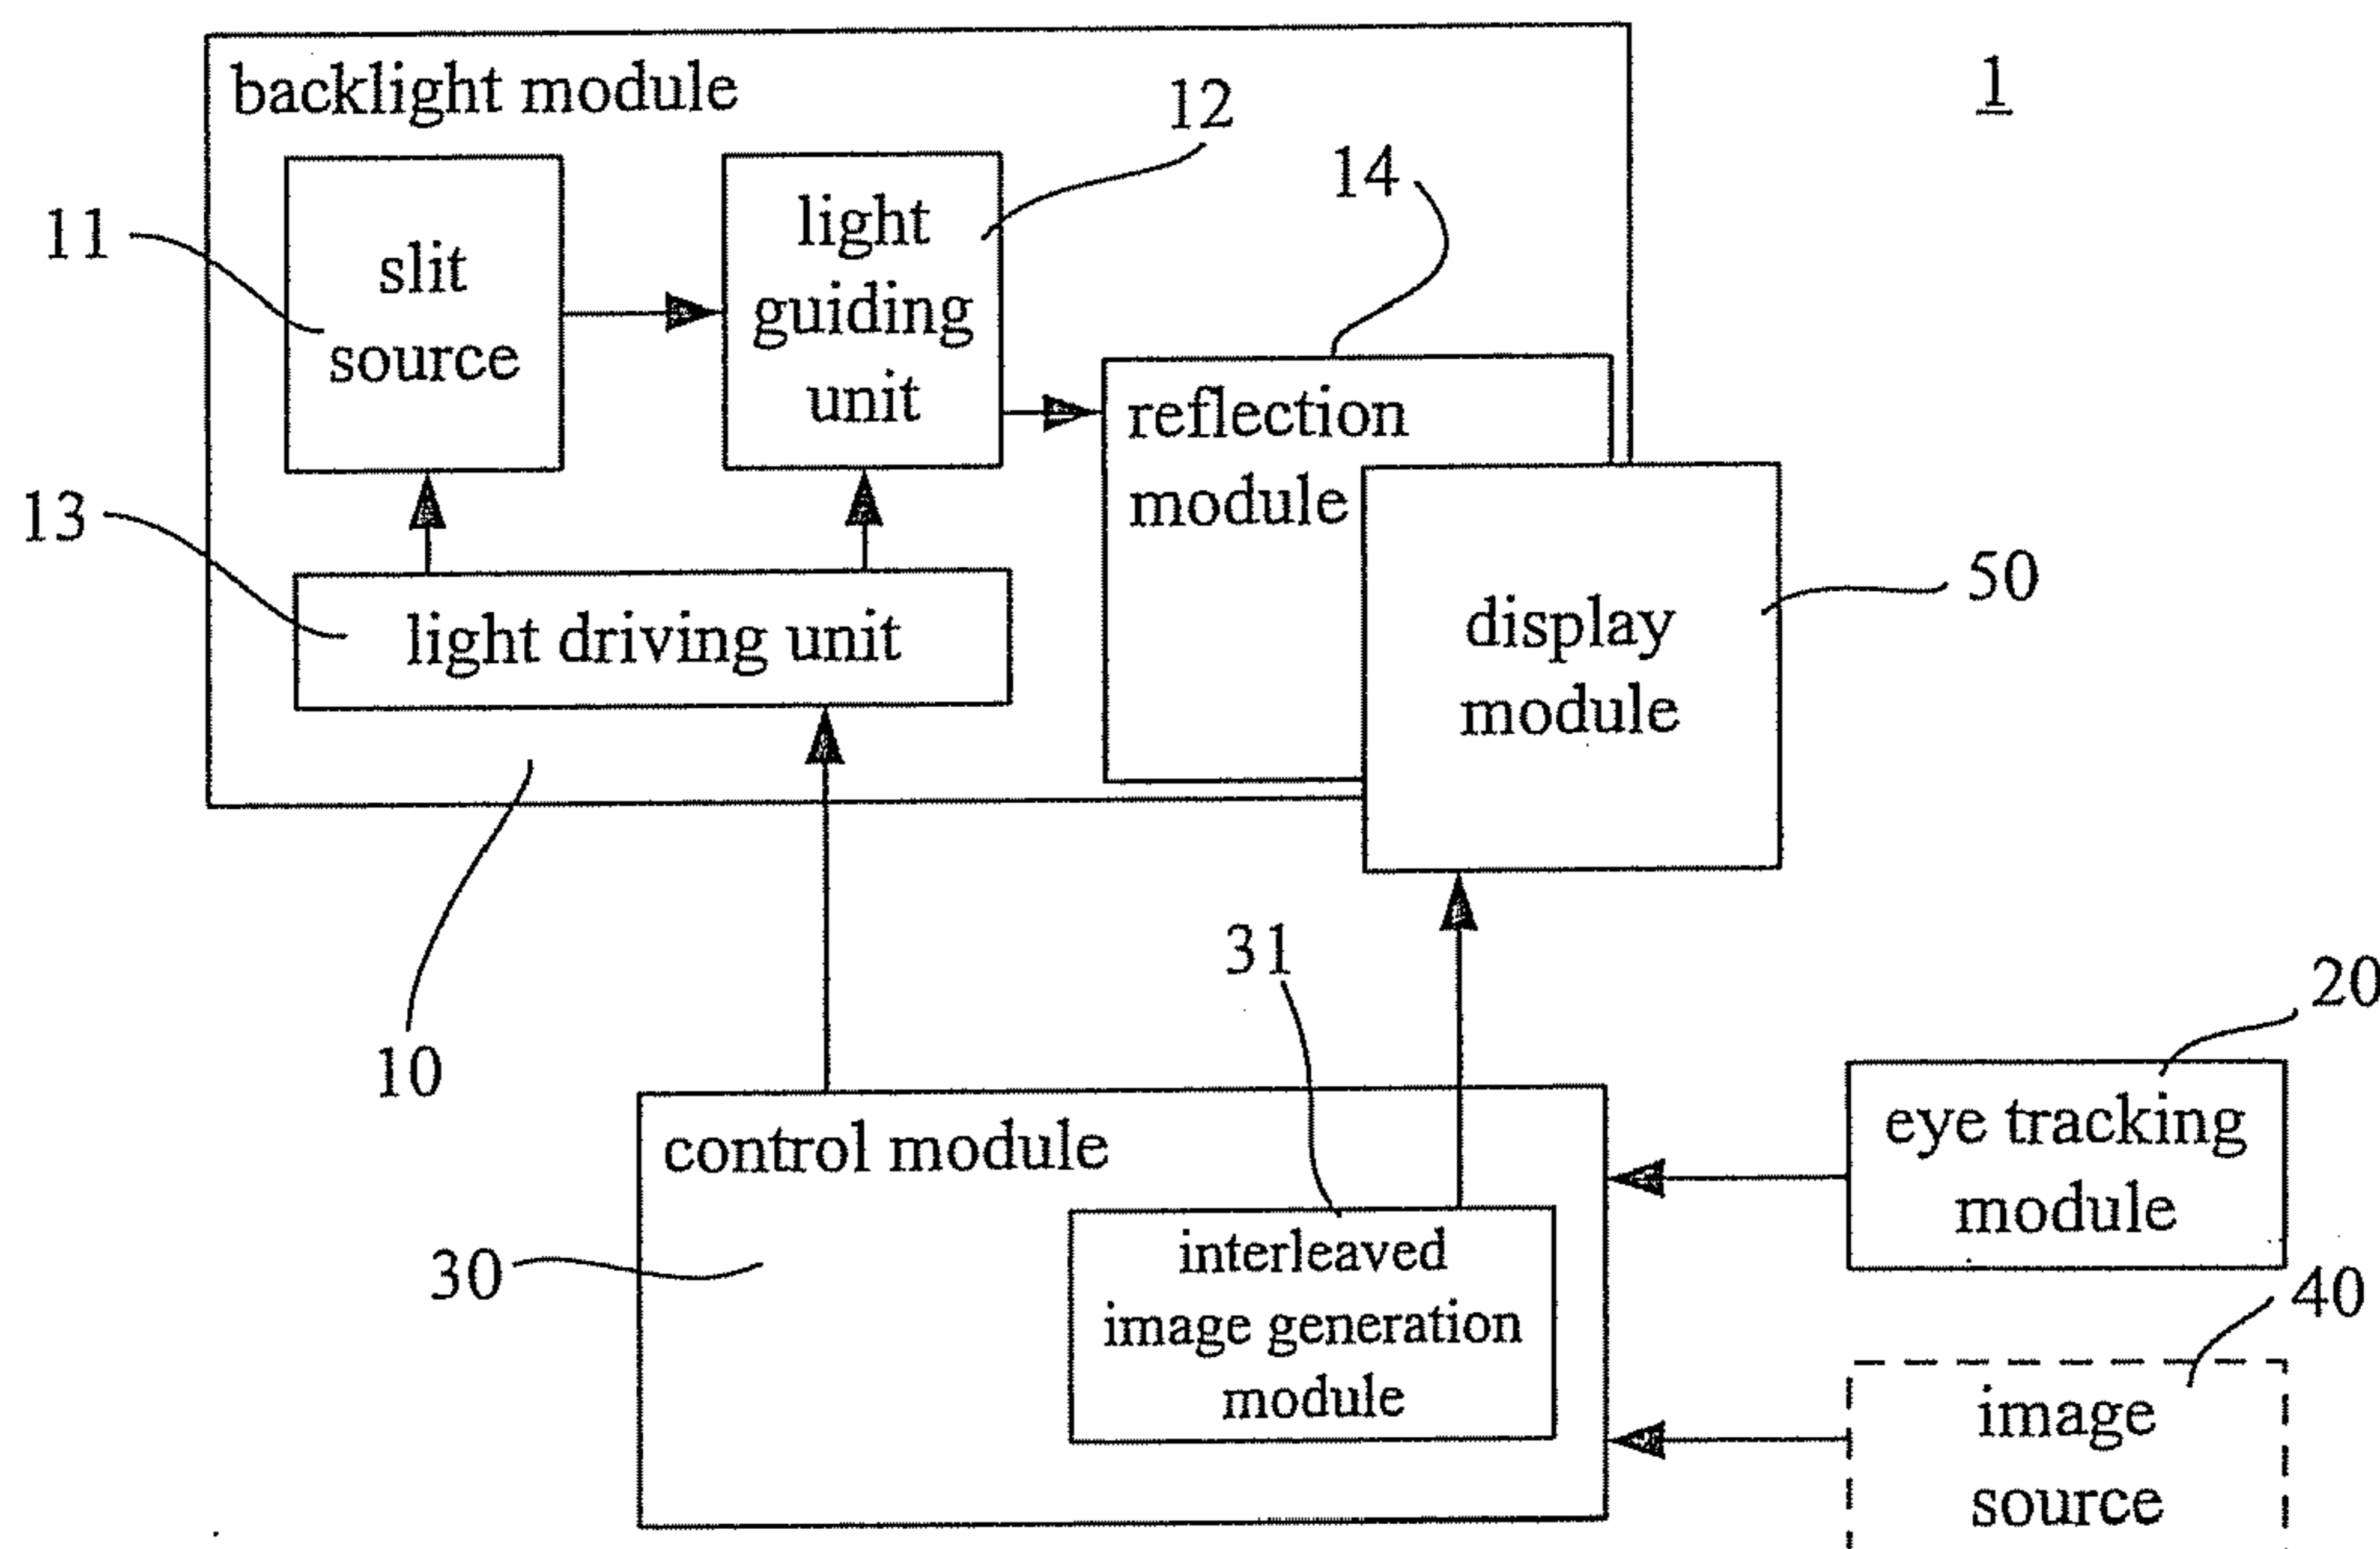 1
backlight module
12
14
11
slit
source
light
guiding
unit
reflection
module
13
light driving unit
50
display
module
10
31
20
control module
eye tracking
module
30
interleaved
image generation
module
40
image
source